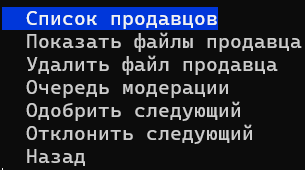 Список продавцов
Показать файлы продавца
Удалить файл продавца
Очередь модерации
Одобрить следующий
Отклонить следующий
Назад